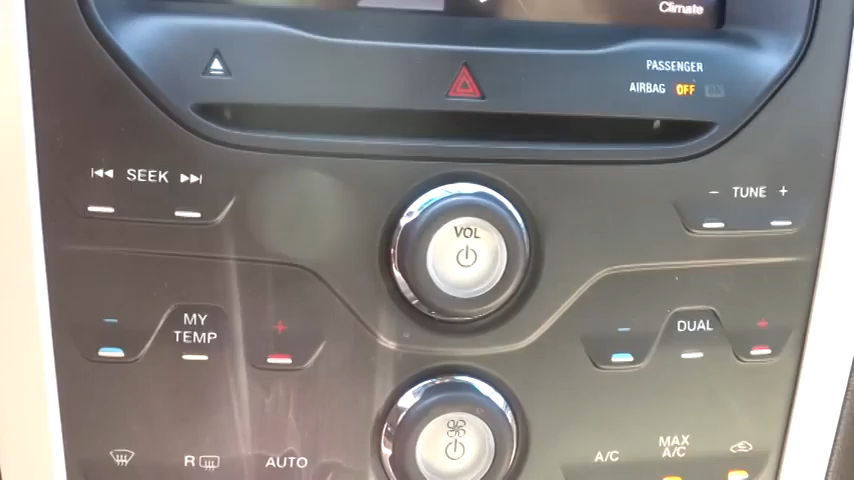 Climate
PASSENGER
AIRBAG OFF ON
SEEK
VOL
- TUNE +
- MY TEMP +
- DUAL +
R
AUTO
A/C
MAX A/C